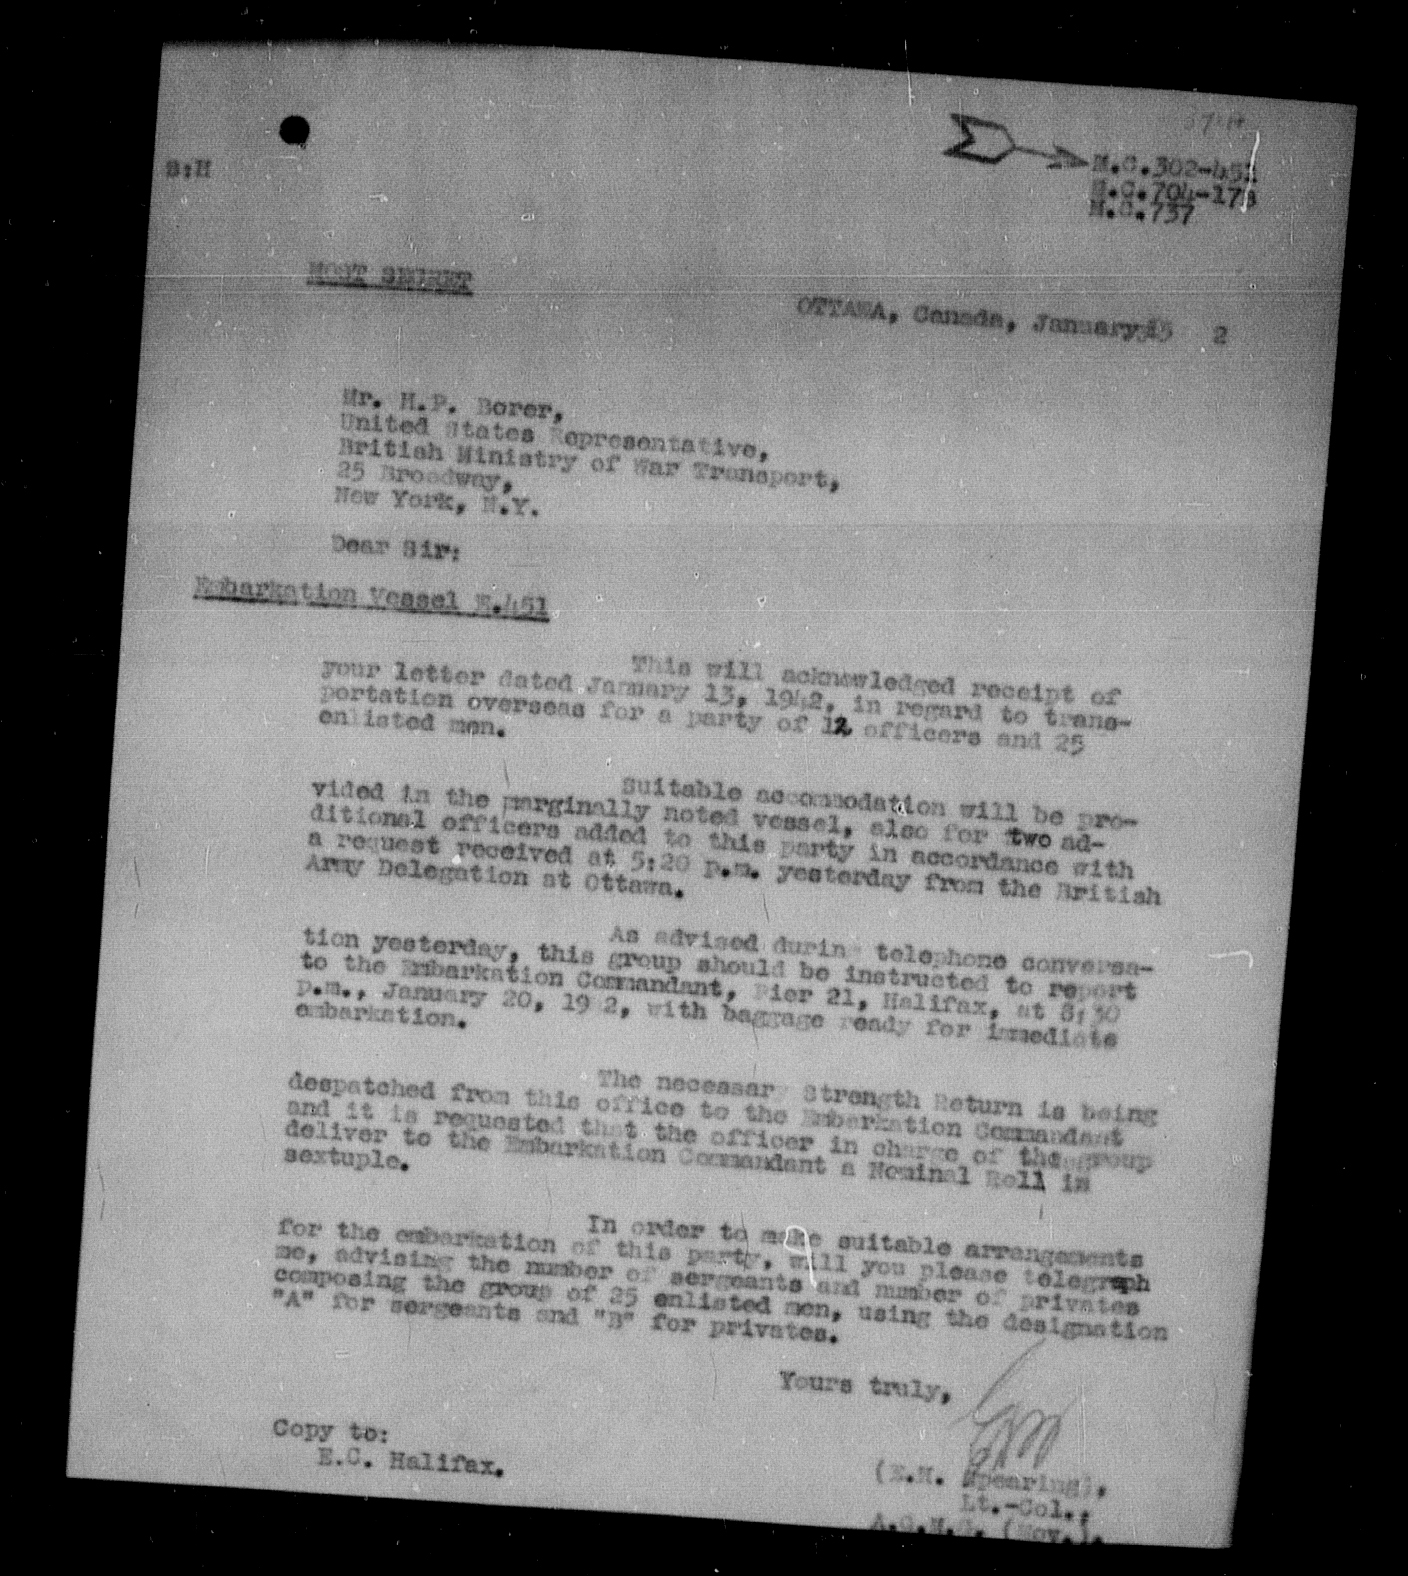 S:H
M.C.302-451
M.C.737
MOST SECRET
OTTAWA, Canada, January 2
Mr. H.P. Borer,
United States Representative,
British Ministry of War Transport,
25 Broadway,
New York, N.Y.
Dear Sir:
Embarkation Vessel E.451
This will acknowledged receipt of
your letter dated January 13, 1942, in regard to trans-
portation overseas for a party of 12 officers and 25
enlisted men.
Suitable accommodation will be pro-
vided in the marginally noted vessel, also for two ad-
ditional officers added to this party in accordance with
a request received at 5:20 p.m. yesterday from the British
Army Delegation at Ottawa.
As advised durin telephone conversa-
tion yesterday, this group should be instructed to report
to the Embarkation Commandant, Pier 21, Halifax, at 8:30
p.m., January 20, 19 2, with baggage ready for immediate
embarkation.
The necessary Strength Return is being
despatched from this office to the Embarkation Commandant
and it is requested that the officer in charge of the group
deliver to the Embarkation Commandant a Nominal Roll in
sextuple.
In order to make suitable arrangements
for the embarkation of this party, will you please telegraph
me, advising the number of sergeants and number of privates
composing the group of 25 enlisted men, using the designation
"A" for sergeants and "B" for privates.
Yours truly,
Copy to:
E.C. Halifax.
(E.H. Spearing),
Lt.-Col.,
(Mov.).